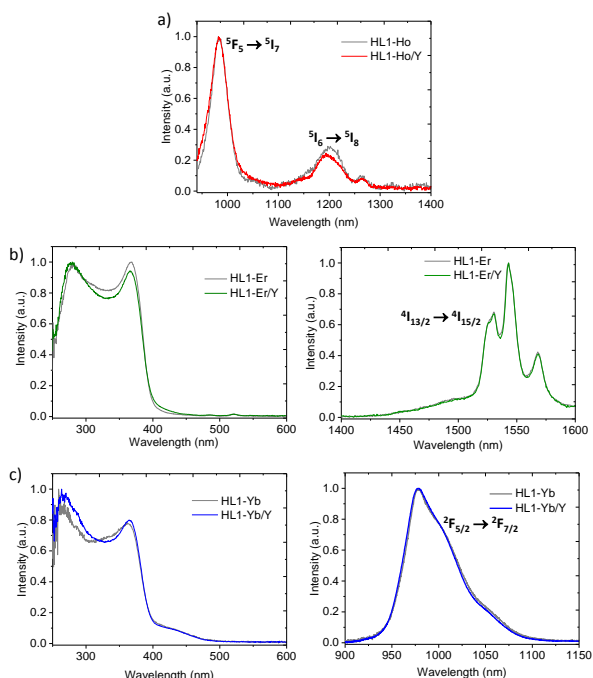 a)
Intensity (a.u.)
1.0
0.8
0.6
0.4
0.2
0.0
⁵F₅ → ⁵I₇
HL1-Ho
HL1-Ho/Y
⁵I₆ → ⁵I₈
1000 1100 1200 1300 1400
Wavelength (nm)
b)
Intensity (a.u.)
1.0
0.8
0.6
0.4
0.2
0.0
HL1-Er
HL1-Er/Y
300 400 500 600
Wavelength (nm)
Intensity (a.u.)
1.0
0.8
0.6
0.4
0.2
0.0
HL1-Er
HL1-Er/Y
⁴I₁₃/₂ → ⁴I₁₅/₂
1400 1450 1500 1550 1600
Wavelength (nm)
c)
Intensity (a.u.)
1.0
0.8
0.6
0.4
0.2
0.0
HL1-Yb
HL1-Yb/Y
300 400 500 600
Wavelength (nm)
Intensity (a.u.)
1.0
0.8
0.6
0.4
0.2
0.0
HL1-Yb
HL1-Yb/Y
²F₅/₂ → ²F₇/₂
900 950 1000 1050 1100 1150
Wavelength (nm)